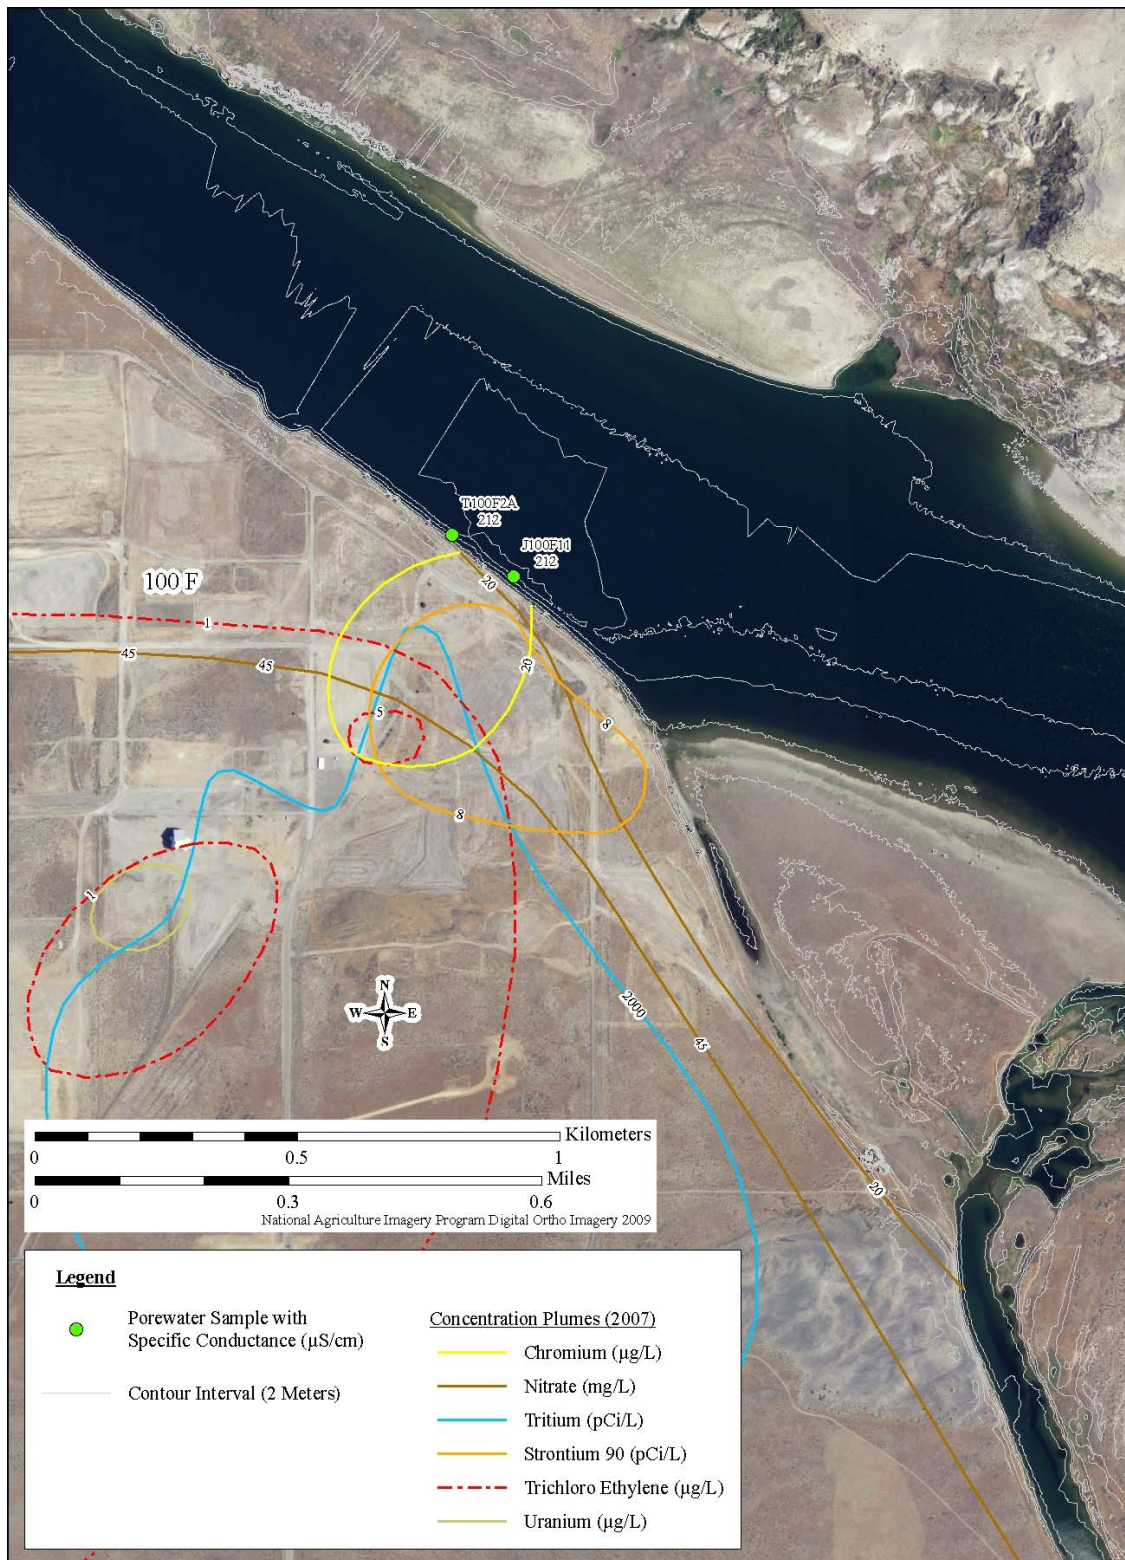 T100F2A
212
J100F11
212
20
100 F
1
45
45
20
5
8
8
1
2000
N
W E
S
45
20
Kilometers
0 0.5 1
Miles
0 0.3 0.6
National Agriculture Imagery Program Digital Ortho Imagery 2009
Legend
Porewater Sample with
Specific Conductance (µS/cm)
Contour Interval (2 Meters)
Concentration Plumes (2007)
Chromium (µg/L)
Nitrate (mg/L)
Tritium (pCi/L)
Strontium 90 (pCi/L)
Trichloro Ethylene (µg/L)
Uranium (µg/L)